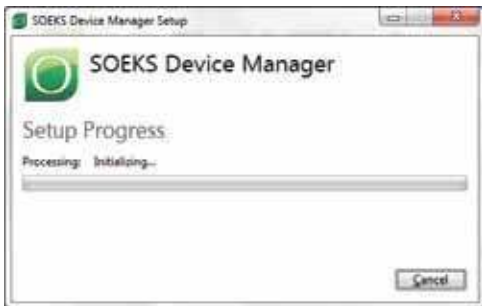 SOEKS Device Manager Setup
SOEKS Device Manager
Setup Progress
Processing: Initializing...
Cancel